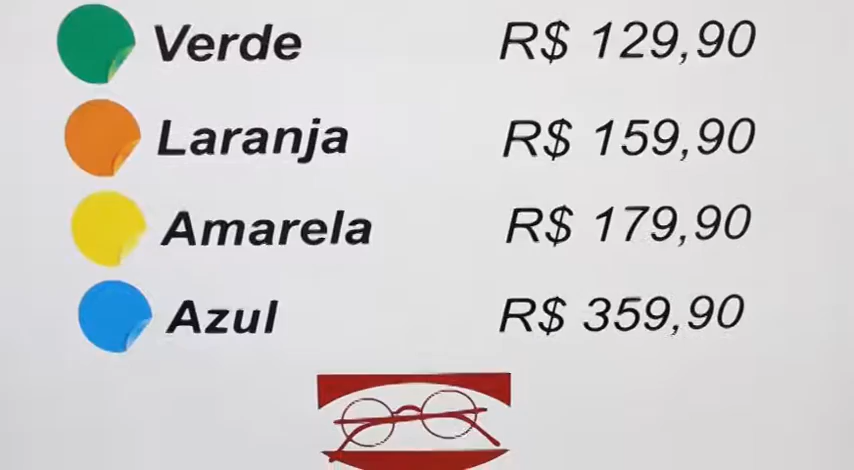 Verde R$ 129,90
Laranja R$ 159,90
Amarela R$ 179,90
Azul R$ 359,90